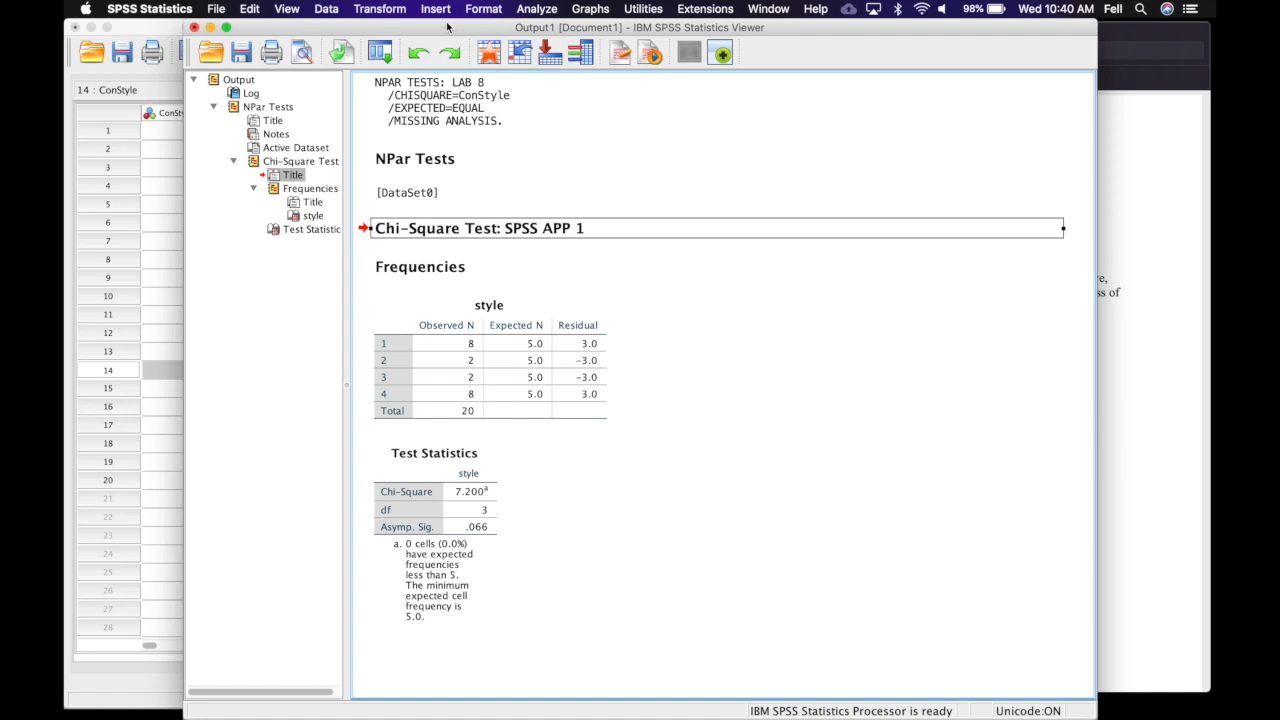 SPSS Statistics File Edit View Data Transform Insert Format Analyze Graphs Utilities Extensions Window Help 98% Wed 10:40 AM Fell
Output1 [Document1] - IBM SPSS Statistics Viewer
14 : ConStyle
ConSty
1
2
3
4
5
6
7
8
9
10
11
12
13
14
15
16
17
18
19
20
21
22
23
24
25
26
27
28
Output
Log
NPar Tests
Title
Notes
Active Dataset
Chi-Square Test
Title
Frequencies
Title
style
Test Statistic
NPAR TESTS: LAB 8
/CHISQUARE=ConStyle
/EXPECTED=EQUAL
/MISSING ANALYSIS.
NPar Tests
[DataSet0]
Chi-Square Test: SPSS APP 1
Frequencies
style
Observed N Expected N Residual
1 8 5.0 3.0
2 2 5.0 -3.0
3 2 5.0 -3.0
4 8 5.0 3.0
Total 20
Test Statistics
style
Chi-Square 7.200a
df 3
Asymp. Sig. .066
a. 0 cells (0.0%)
have expected
frequencies
less than 5.
The minimum
expected cell
frequency is
5.0.
ss of
IBM SPSS Statistics Processor is ready Unicode:ON